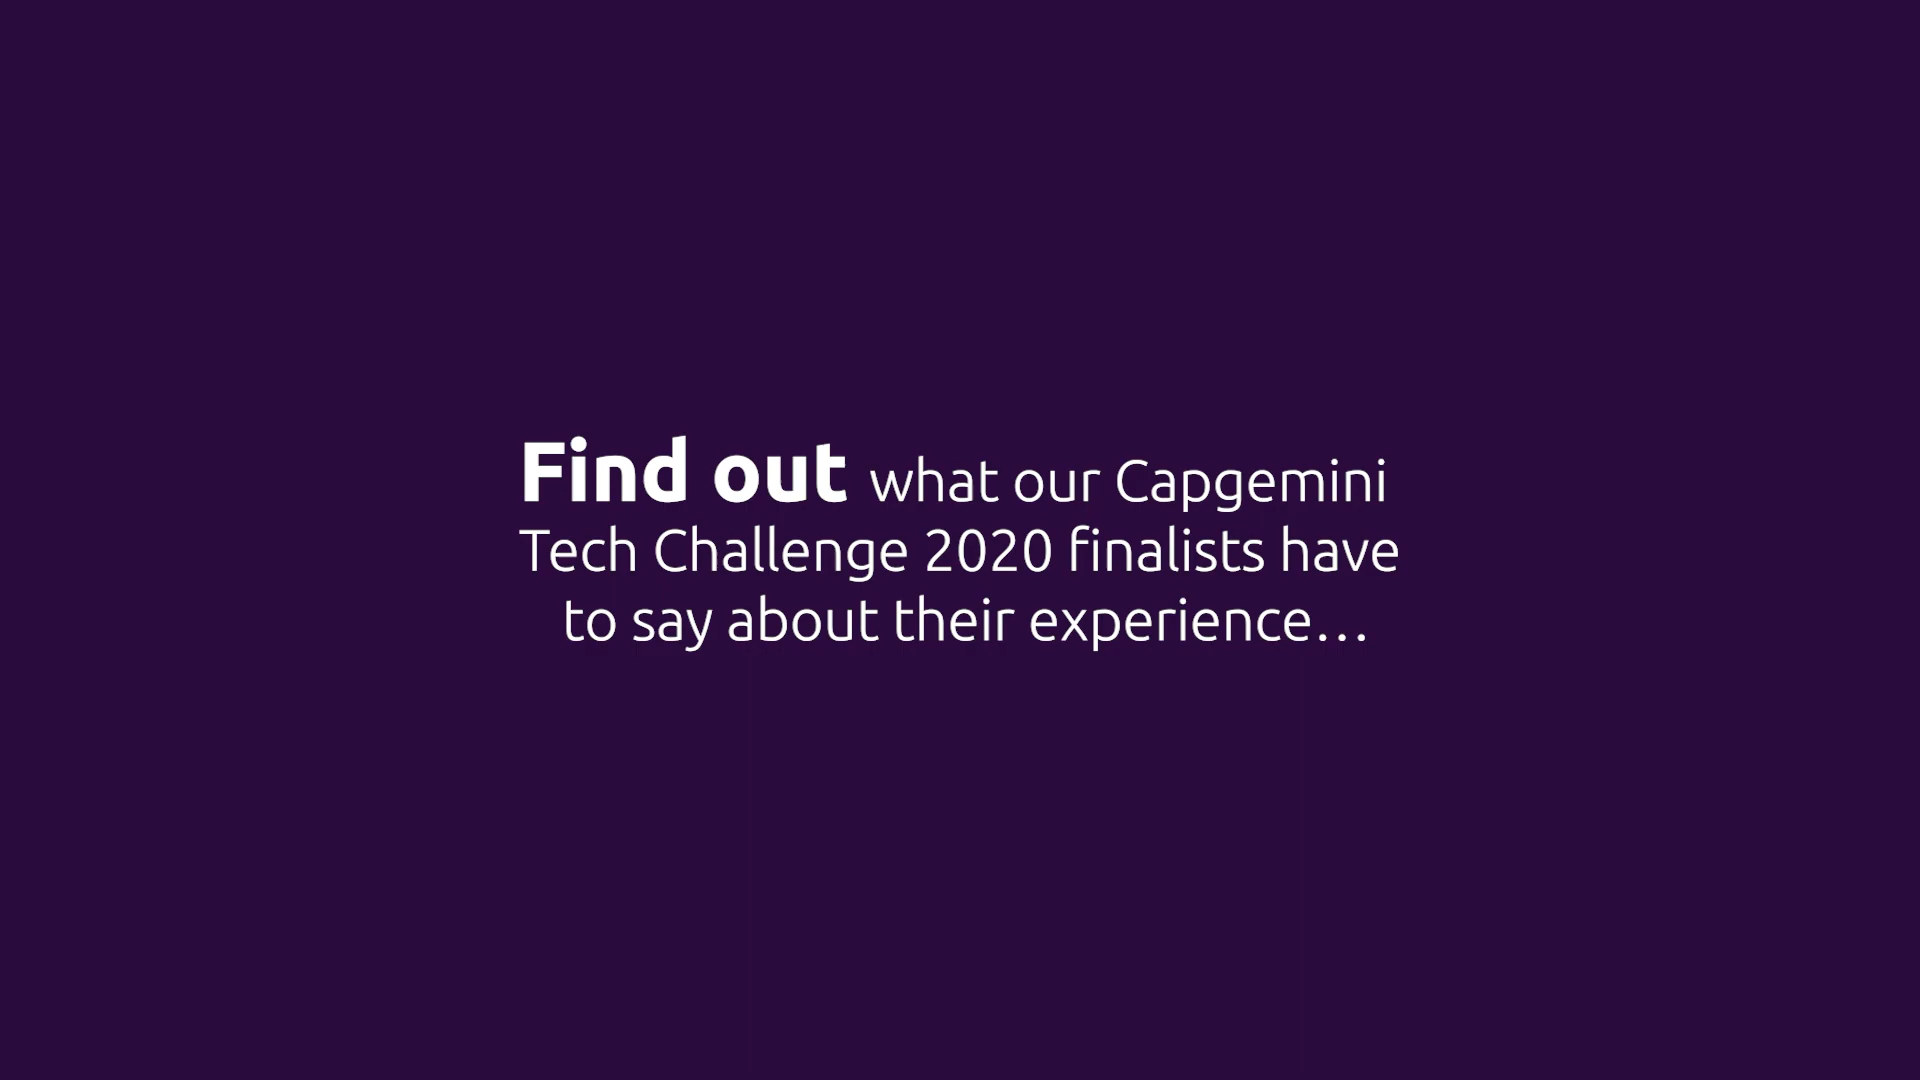 Find out what our Capgemini
Tech Challenge 2020 finalists have
to say about their experience…